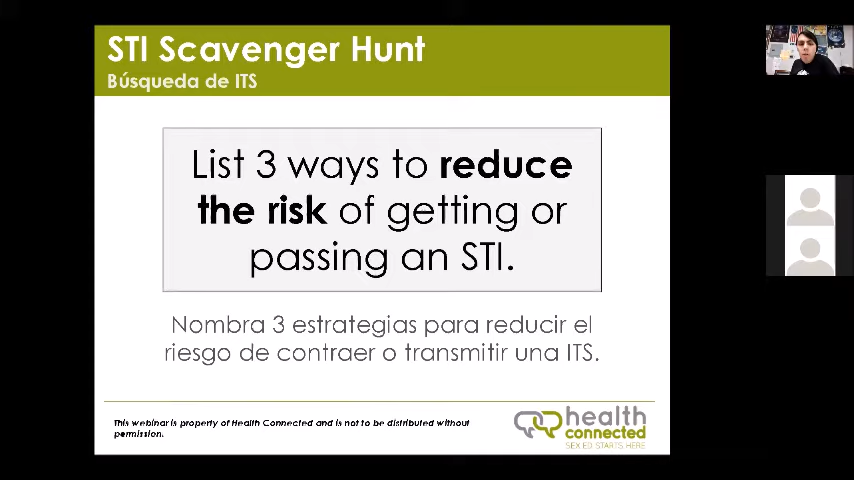 STI Scavenger Hunt
Búsqueda de ITS
List 3 ways to reduce
the risk of getting or
passing an STI.
Nombra 3 estrategias para reducir el
riesgo de contraer o transmitir una ITS.
This webinar is property of Health Connected and is not to be distributed without
permission.
health
connected
SEX ED STARTS HERE